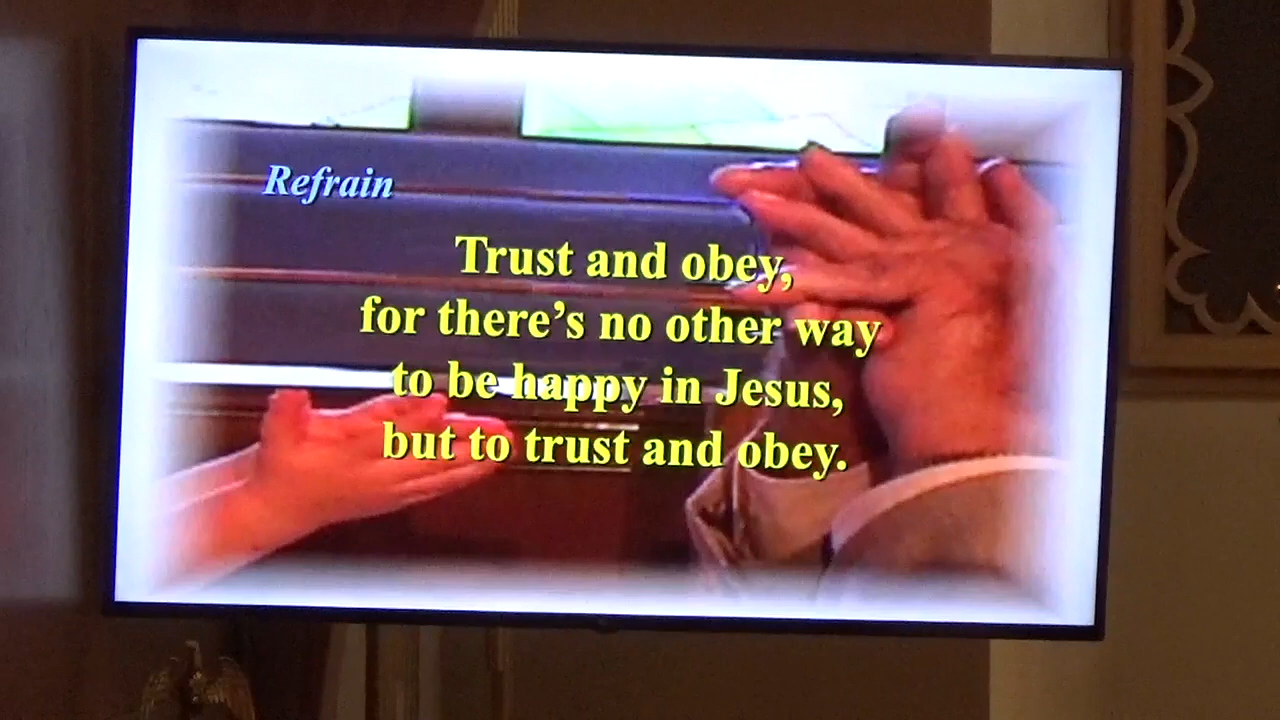 Refrain
Trust and obey,
for there’s no other way
to be happy in Jesus,
but to trust and obey.